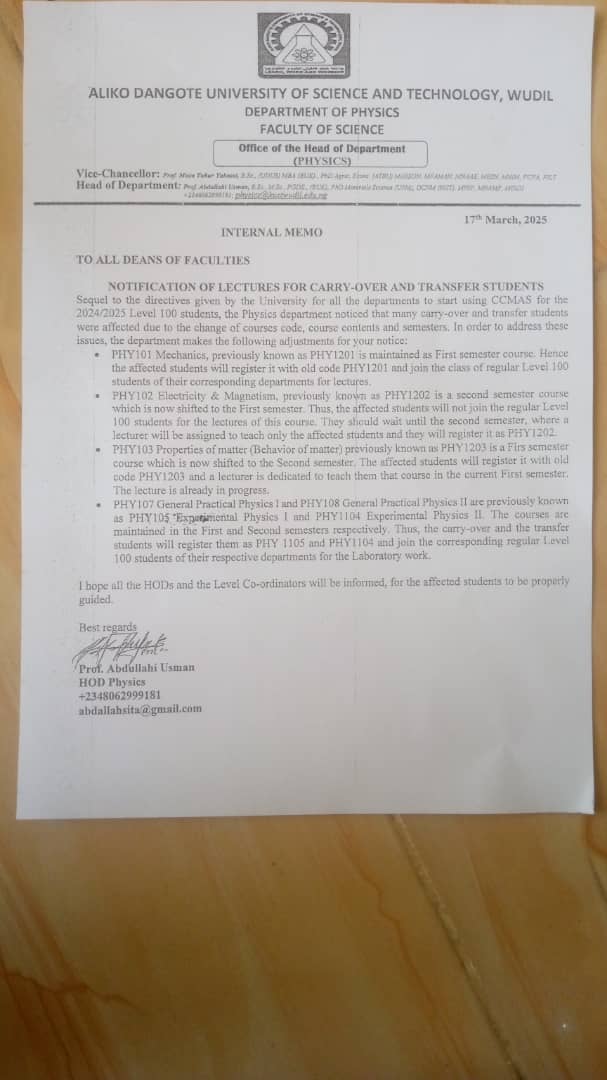 ALIKO DANGOTE UNIVERSITY OF SCIENCE AND TECHNOLOGY, WUDIL
DEPARTMENT OF PHYSICS
FACULTY OF SCIENCE
Office of the Head of Department
(PHYSICS)
Vice-Chancellor: Prof. Musa Tukur Yakasai, B.Sc.,
Head of Department: Prof. Abdullahi Usman, B.Sc., M.Sc., PGDE.,
+2348062999181; physics@kustwudil.edu.ng
17th March, 2025
INTERNAL MEMO
TO ALL DEANS OF FACULTIES
NOTIFICATION OF LECTURES FOR CARRY-OVER AND TRANSFER STUDENTS
Sequel to the directives given by the University for all the departments to start using CCMAS for the
2024/2025 Level 100 students, the Physics department noticed that many carry-over and transfer students
were affected due to the change of courses code, course contents and semesters. In order to address these
issues, the department makes the following adjustments for your notice:
• PHY101 Mechanics, previously known as PHY1201 is maintained as First semester course. Hence
the affected students will register it with old code PHY1201 and join the class of regular Level 100
students of their corresponding departments for lectures.
• PHY102 Electricity & Magnetism, previously known as PHY1202 is a second semester course
which is now shifted to the First semester. Thus, the affected students will not join the regular Level
100 students for the lectures of this course. They should wait until the second semester, where a
lecturer will be assigned to teach only the affected students and they will register it as PHY1202.
• PHY103 Properties of matter (Behavior of matter) previously known as PHY1203 is a Firs semester
course which is now shifted to the Second semester. The affected students will register it with old
code PHY1203 and a lecturer is dedicated to teach them that course in the current First semester.
The lecture is already in progress.
• PHY107 General Practical Physics I and PHY108 General Practical Physics II are previously known
as Experimental Physics I and PHY1104 Experimental Physics II. The courses are
maintained in the First and Second semesters respectively. Thus, the carry-over and the transfer
students will register them as PHY 1105 and PHY1104 and join the corresponding regular Level
100 students of their respective departments for the Laboratory work.
I hope all the HODs and the Level Co-ordinators will be informed, for the affected students to be properly
guided.
Best regards
Prof. Abdullahi Usman
HOD Physics
+2348062999181
abdallahsita@gmail.com